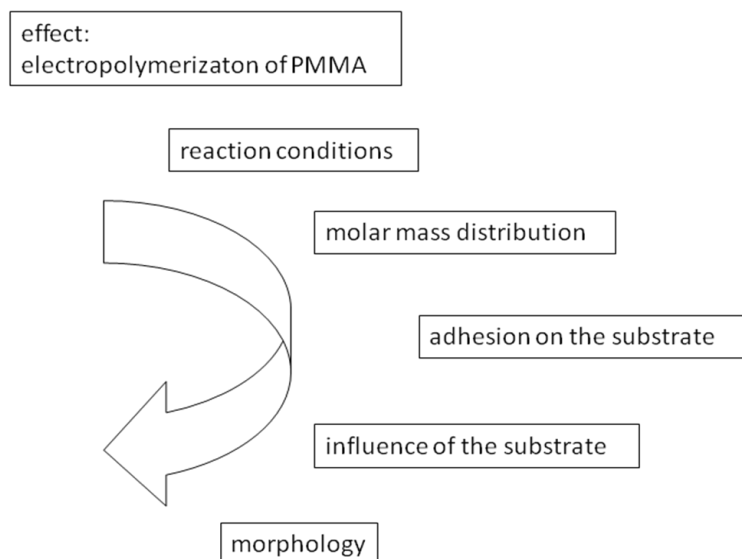 effect:
electropolymerizaton of PMMA
reaction conditions
molar mass distribution
adhesion on the substrate
influence of the substrate
morphology